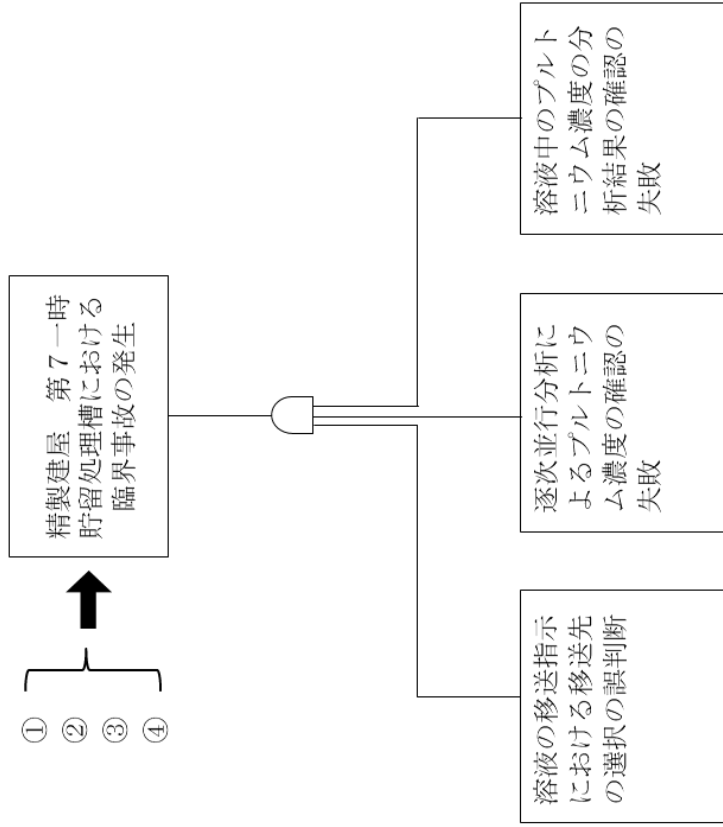 ①
②
③
④
精製建屋　第7一時
貯留処理槽における
臨界事故の発生
溶液の移送指示
における移送先
の選択の誤判断
逐次並行分析に
よるプルトニウ
ム濃度の確認の
失敗
溶液中のプルト
ニウム濃度の分
析結果の確認の
失敗